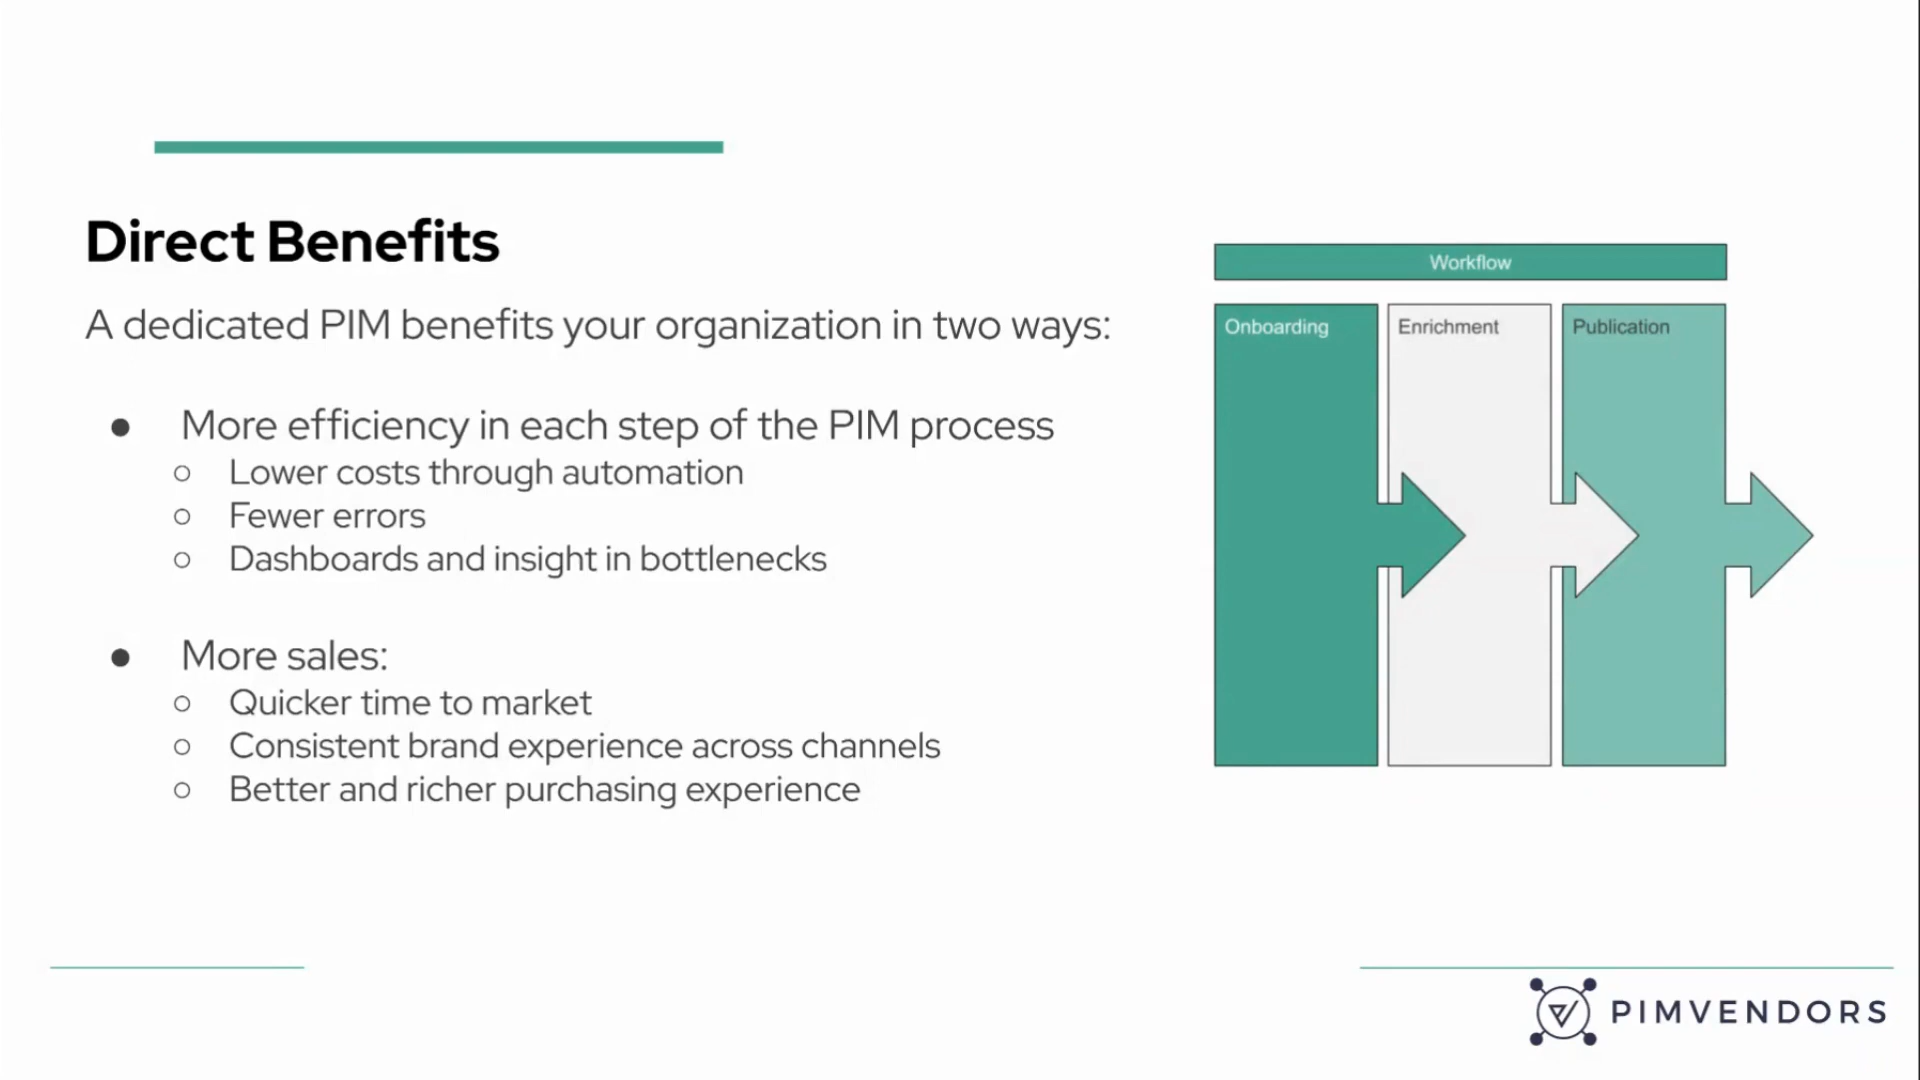 Direct Benefits
A dedicated PIM benefits your organization in two ways:
● More efficiency in each step of the PIM process
○ Lower costs through automation
○ Fewer errors
○ Dashboards and insight in bottlenecks
● More sales:
○ Quicker time to market
○ Consistent brand experience across channels
○ Better and richer purchasing experience
Workflow
Onboarding
Enrichment
Publication
PIMVENDORS